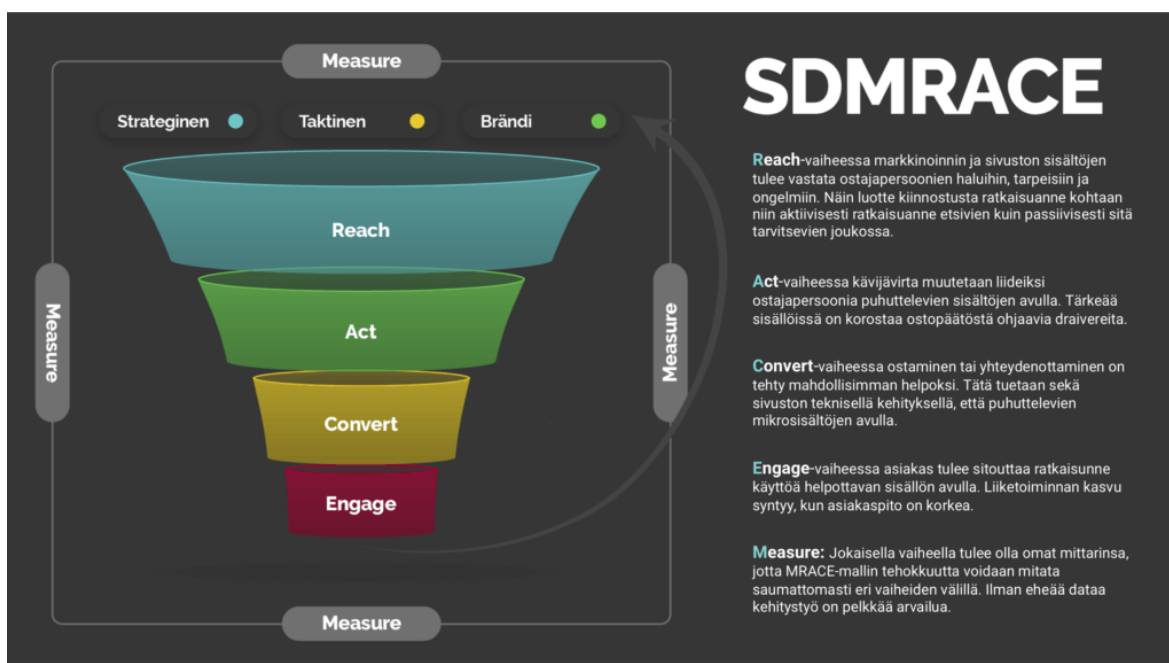 Measure
Strateginen
Taktinen
Brändi
Reach
Act
Convert
Engage
Measure
Measure
Measure
SDMRACE
Reach-vaiheessa markkinoinnin ja sivuston sisältöjen
tulee vastata ostajapersoonien haluihin, tarpeisiin ja
ongelmiin. Näin luotte kiinnostusta ratkaisuanne kohtaan
niin aktiivisesti ratkaisuanne etsivien kuin passiivisesti sitä
tarvitsevien joukossa.
Act-vaiheessa kävijävirta muutetaan liideiksi
ostajapersoonia puhuttelevien sisältöjen avulla. Tärkeää
sisällöissä on korostaa ostopäätöstä ohjaavia draivereita.
Convert-vaiheessa ostaminen tai yhteydenottaminen on
tehty mahdollisimman helpoksi. Tätä tuetaan sekä
sivuston teknisellä kehityksellä, että puhuttelevien
mikrosisältöjen avulla.
Engage-vaiheessa asiakas tulee sitouttaa ratkaisunne
käyttöä helpottavan sisällön avulla. Liiketoiminnan kasvu
syntyy, kun asiakaspito on korkea.
Measure: Jokaisella vaiheella tulee olla omat mittarinsa,
jotta MRACE-mallin tehokkuutta voidaan mitata
saumattomasti eri vaiheiden välillä. Ilman eheää dataa
kehitystyö on pelkkää arvailua.